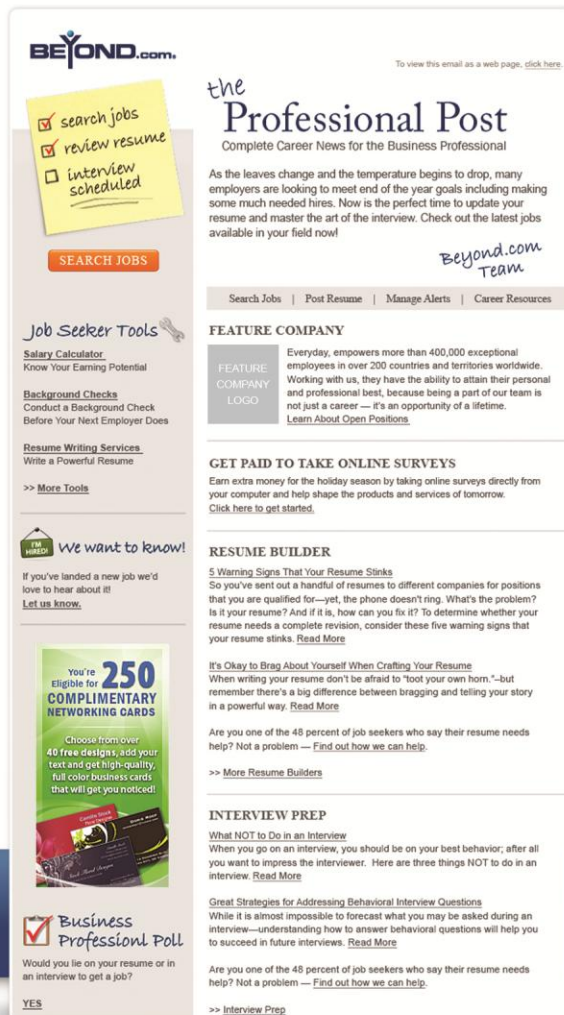 BEYOND.com.
To view this email as a web page, click here.
search jobs
review resume
interview
scheduled
SEARCH JOBS
the
Professional Post
Complete Career News for the Business Professional
As the leaves change and the temperature begins to drop, many
employers are looking to meet end of the year goals including making
some much needed hires. Now is the perfect time to update your
resume and master the art of the interview. Check out the latest jobs
available in your field now!
Beyond.com
Team
Search Jobs | Post Resume | Manage Alerts | Career Resources
Job Seeker Tools
Salary Calculator
Know Your Earning Potential
Background Checks
Conduct a Background Check
Before Your Next Employer Does
Resume Writing Services
Write a Powerful Resume
>> More Tools
I'M
HIRED!
We want to know!
If you've landed a new job we'd
love to hear about it!
Let us know.
You're
Eligible for 250
COMPLIMENTARY
NETWORKING CARDS
Choose from over
40 free designs, add your
text and get high-quality,
full color business cards
that will get you noticed!
Business
Professionl Poll
Would you lie on your resume or in
an interview to get a job?
YES
FEATURE COMPANY
FEATURE
COMPANY
LOGO
Everyday, empowers more than 400,000 exceptional
employees in over 200 countries and territories worldwide.
Working with us, they have the ability to attain their personal
and professional best, because being a part of our team is
not just a career — it's an opportunity of a lifetime.
Learn About Open Positions
GET PAID TO TAKE ONLINE SURVEYS
Earn extra money for the holiday season by taking online surveys directly from
your computer and help shape the products and services of tomorrow.
Click here to get started.
RESUME BUILDER
5 Warning Signs That Your Resume Stinks
So you've sent out a handful of resumes to different companies for positions
that you are qualified for—yet, the phone doesn't ring. What's the problem?
Is it your resume? And if it is, how can you fix it? To determine whether your
resume needs a complete revision, consider these five warning signs that
your resume stinks. Read More
It's Okay to Brag About Yourself When Crafting Your Resume
When writing your resume don't be afraid to "toot your own horn."–but
remember there's a big difference between bragging and telling your story
in a powerful way. Read More
Are you one of the 48 percent of job seekers who say their resume needs
help? Not a problem — Find out how we can help.
>> More Resume Builders
INTERVIEW PREP
What NOT to Do in an Interview
When you go on an interview, you should be on your best behavior; after all
you want to impress the interviewer. Here are three things NOT to do in an
interview. Read More
Great Strategies for Addressing Behavioral Interview Questions
While it is almost impossible to forecast what you may be asked during an
interview—understanding how to answer behavioral questions will help you
to succeed in future interviews. Read More
Are you one of the 48 percent of job seekers who say their resume needs
help? Not a problem — Find out how we can help.
>> Interview Prep